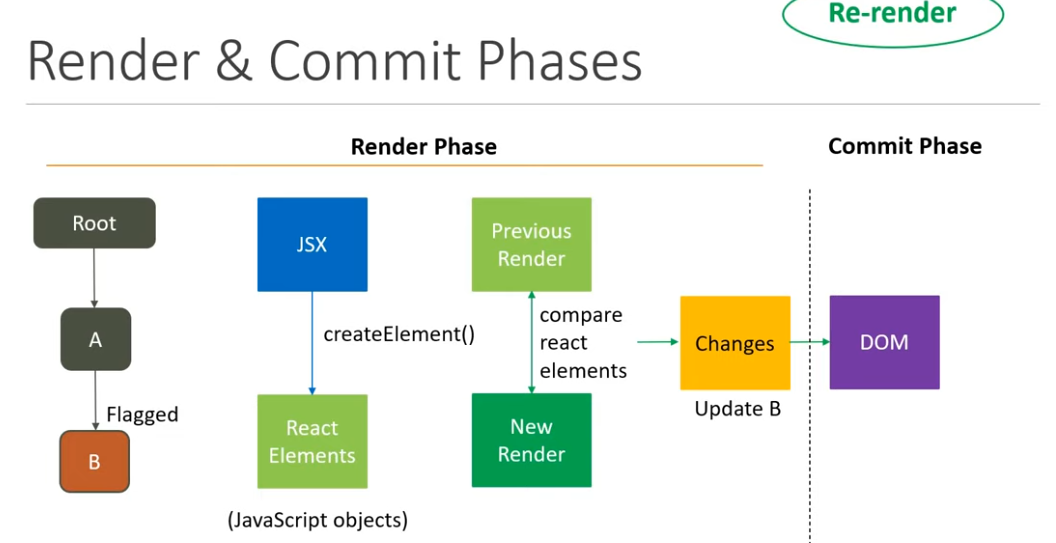 Re-render
Render & Commit Phases
Render Phase
Commit Phase
Root
A
Flagged
B
JSX
createElement()
React
Elements
(JavaScript objects)
Previous
Render
compare
react
elements
New
Render
Changes
Update B
DOM